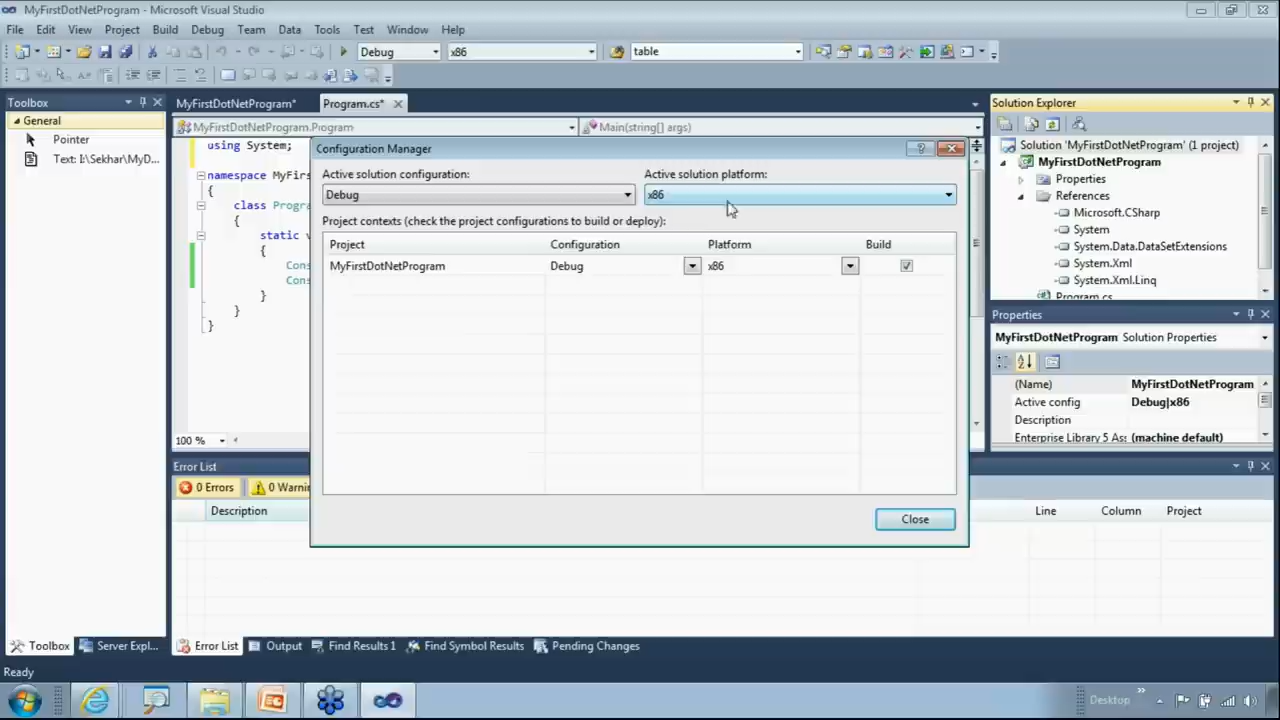 MyFirstDotNetProgram - Microsoft Visual Studio
File Edit View Project Build Debug Team Data Tools Test Window Help
Debug x86 table
Toolbox
General
Pointer
Text: I:\Sekhar\MyD...
MyFirstDotNetProgram* Program.cs*
MyFirstDotNetProgram.Program Main(string[] args)
using System;
namespace MyFirs
{
class Progra
{
static v
{
Cons
Cons
}
}
}
100 %
Configuration Manager
Active solution configuration: Active solution platform:
Debug x86
Project contexts (check the project configurations to build or deploy):
Project Configuration Platform Build
MyFirstDotNetProgram Debug x86
Close
Solution Explorer
Solution 'MyFirstDotNetProgram' (1 project)
MyFirstDotNetProgram
Properties
References
Microsoft.CSharp
System
System.Data.DataSetExtensions
System.Xml
System.Xml.Linq
Program.cs
Properties
MyFirstDotNetProgram Solution Properties
(Name) MyFirstDotNetProgram
Active config Debug|x86
Description
Enterprise Library 5 As: (machine default)
Error List
0 Errors 0 Warnin
Description Line Column Project
Toolbox Server Expl... Error List Output Find Results 1 Find Symbol Results Pending Changes
Ready
Desktop